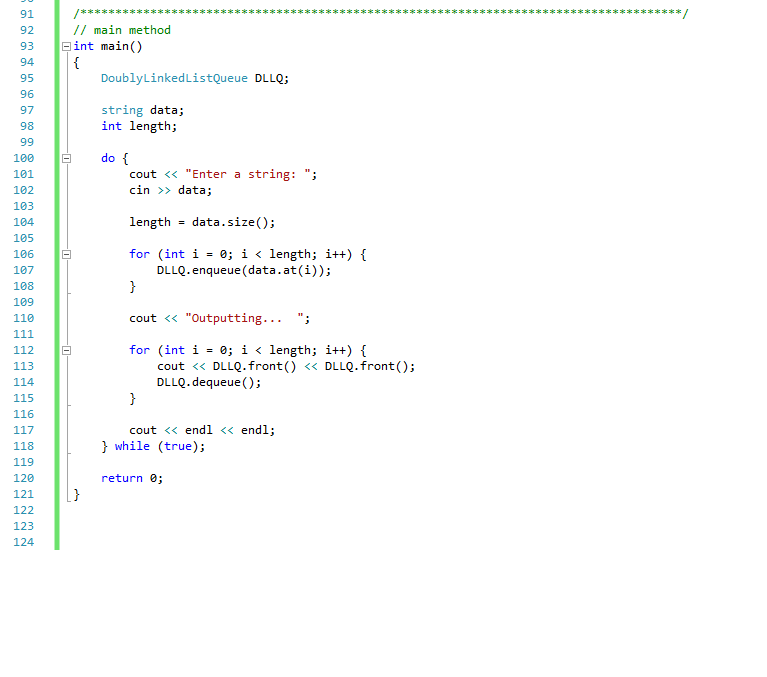 91 /**************************************************************************************/
92 // main method
93 int main()
94 {
95 DoublyLinkedListQueue DLLQ;
96
97 string data;
98 int length;
99
100 do {
101 cout << "Enter a string: ";
102 cin >> data;
103
104 length = data.size();
105
106 for (int i = 0; i < length; i++) {
107 DLLQ.enqueue(data.at(i));
108 }
109
110 cout << "Outputting...  ";
111
112 for (int i = 0; i < length; i++) {
113 cout << DLLQ.front() << DLLQ.front();
114 DLLQ.dequeue();
115 }
116
117 cout << endl << endl;
118 } while (true);
119
120 return 0;
121 }
122
123
124